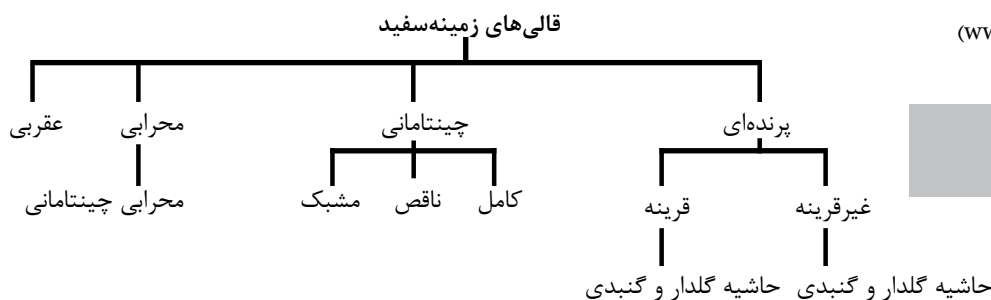 قالی‌های زمینه‌سفید
(ww
پرنده‌ای چینتامانی محرابی عقربی
غیرقرینه قرینه کامل ناقص مشبک محرابی چینتامانی
حاشیه گلدار و گنبدی حاشیه گلدار و گنبدی